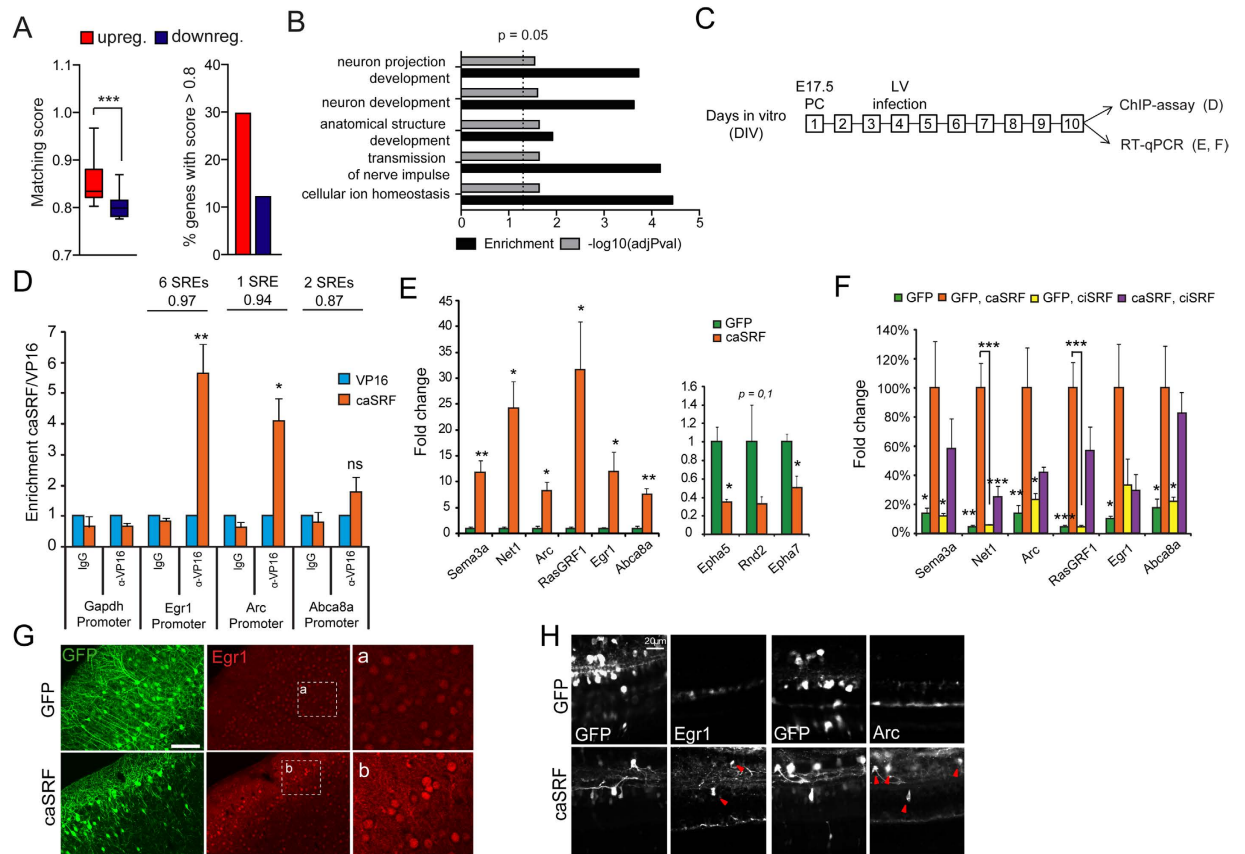 A
upreg. downreg.
Matching score
1.1
1.0
0.9
0.8
0.7
***
% genes with score > 0.8
40
30
20
10
0
B
p = 0.05
neuron projection
development
neuron development
anatomical structure
development
transmission
of nerve impulse
cellular ion homeostasis
0 1 2 3 4 5
Enrichment -log10(adjPval)
C
E17.5
PC
LV
infection
Days in vitro
(DIV)
1 2 3 4 5 6 7 8 9 10
ChIP-assay (D)
RT-qPCR (E, F)
D
6 SREs
0.97
1 SRE
0.94
2 SREs
0.87
Enrichment caSRF/VP16
7
6
5
4
3
2
1
0
**
*
ns
VP16
caSRF
IgG α-VP16 IgG α-VP16 IgG α-VP16 IgG α-VP16
Gapdh
Promoter
Egr1
Promoter
Arc
Promoter
Abca8a
Promoter
E
Fold change
45
40
35
30
25
20
15
10
5
0
** * * * * **
Sema3a Net1 Arc RasGRF1 Egr1 Abca8a
GFP
caSRF
1.6
1.4
1.2
1
0.8
0.6
0.4
0.2
0
p = 0,1
* *
Epha5 Rnd2 Epha7
F
GFP GFP, caSRF GFP, ciSRF caSRF, ciSRF
Fold change
140%
120%
100%
80%
60%
40%
20%
0%
*** ***
* * ** *** ** * *** * * *
Sema3a Net1 Arc RasGRF1 Egr1 Abca8a
G
GFP
caSRF
GFP
Egr1
a
a
b
b
H
GFP
caSRF
20µm
GFP
Egr1
GFP
Arc